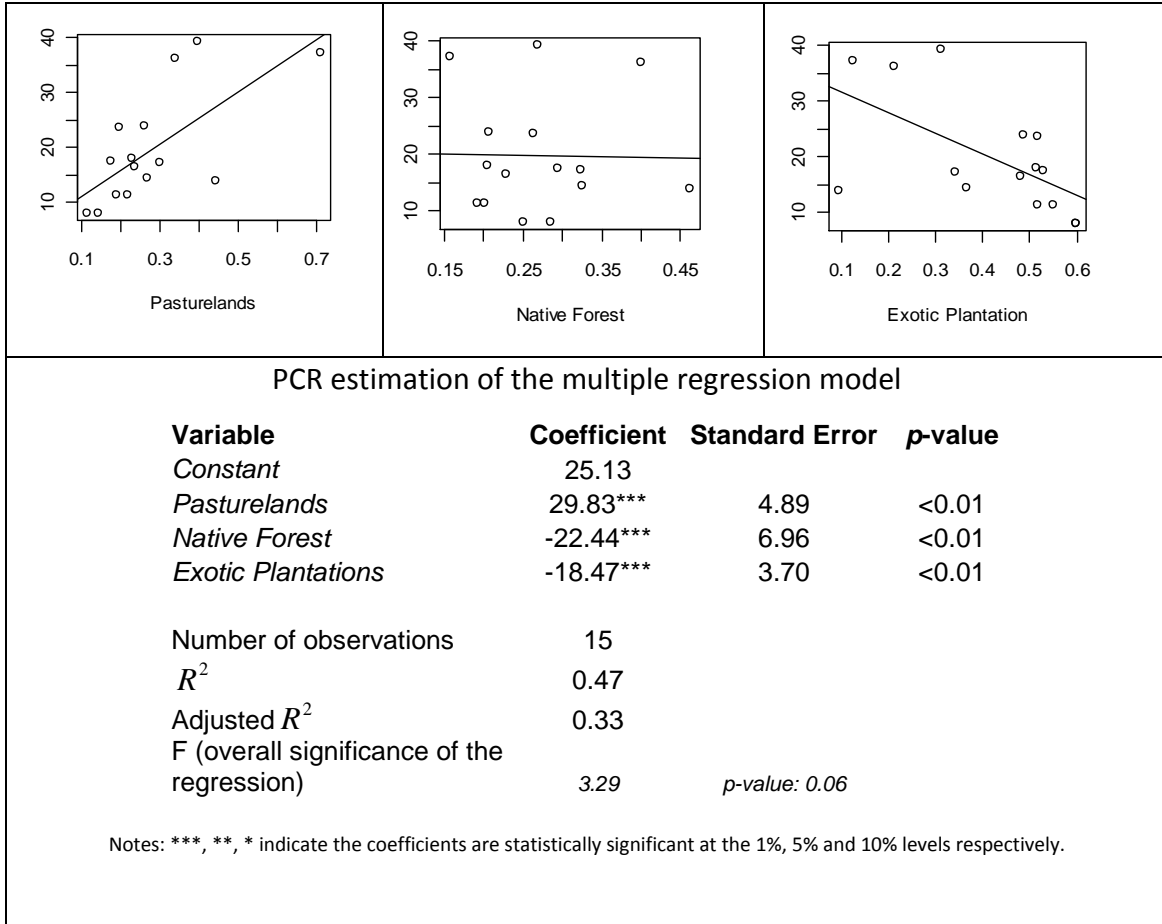 40
30
20
10
0.1 0.3 0.5 0.7
Pasturelands
40
30
20
10
0.15 0.25 0.35 0.45
Native Forest
40
30
20
10
0.1 0.2 0.3 0.4 0.5 0.6
Exotic Plantation
PCR estimation of the multiple regression model
Variable Coefficient Standard Error p-value
Constant 25.13
Pasturelands 29.83*** 4.89 <0.01
Native Forest -22.44*** 6.96 <0.01
Exotic Plantations -18.47*** 3.70 <0.01
Number of observations 15
R² 0.47
Adjusted R² 0.33
F (overall significance of the
regression) 3.29 p-value: 0.06
Notes: ***, **, * indicate the coefficients are statistically significant at the 1%, 5% and 10% levels respectively.